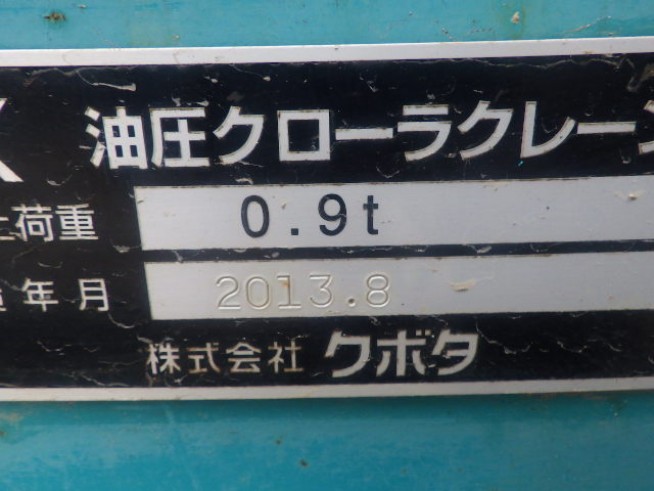 油圧クローラクレーン
荷重 0.9t
年月 2013.8
株式会社 クボタ